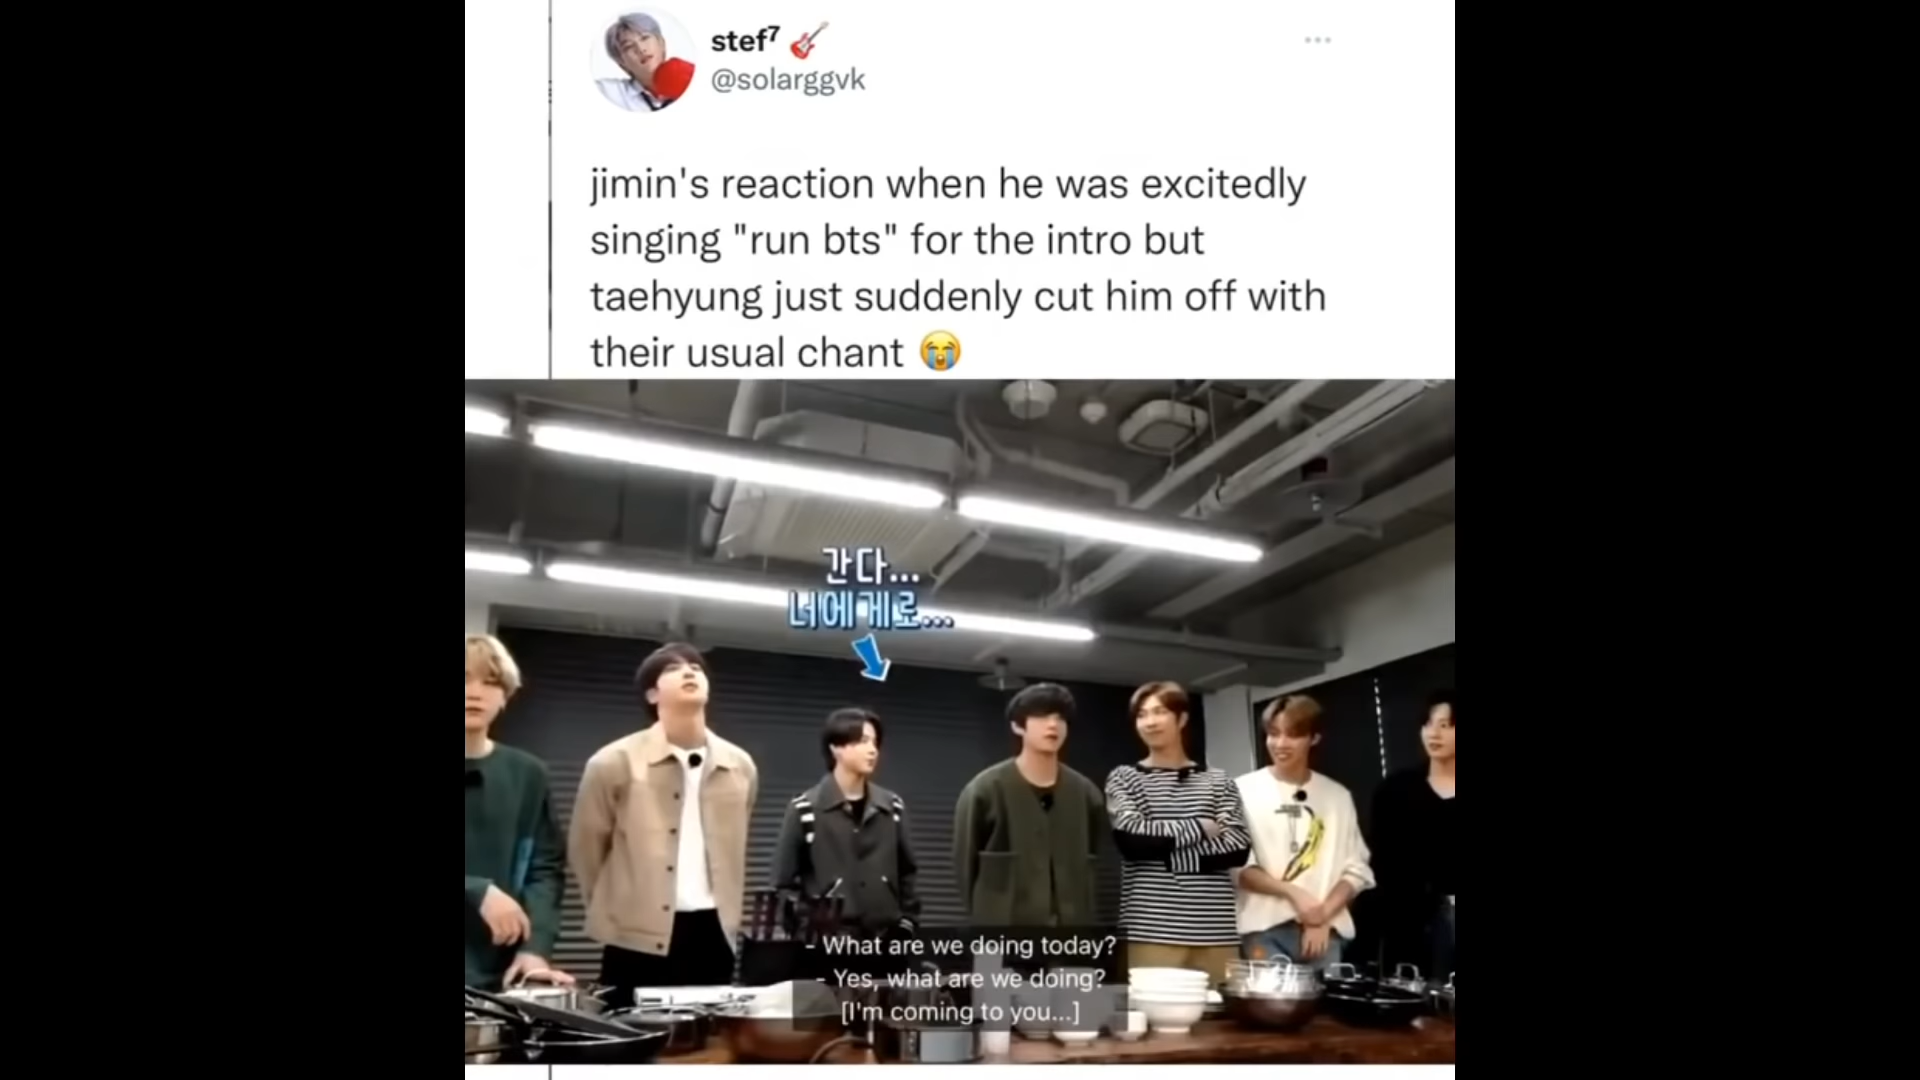 stef⁷ 🎸
@solarggvk
jimin's reaction when he was excitedly
singing "run bts" for the intro but
taehyung just suddenly cut him off with
their usual chant 😭
간다...
너에게로...
- What are we doing today?
- Yes, what are we doing?
[I'm coming to you...]